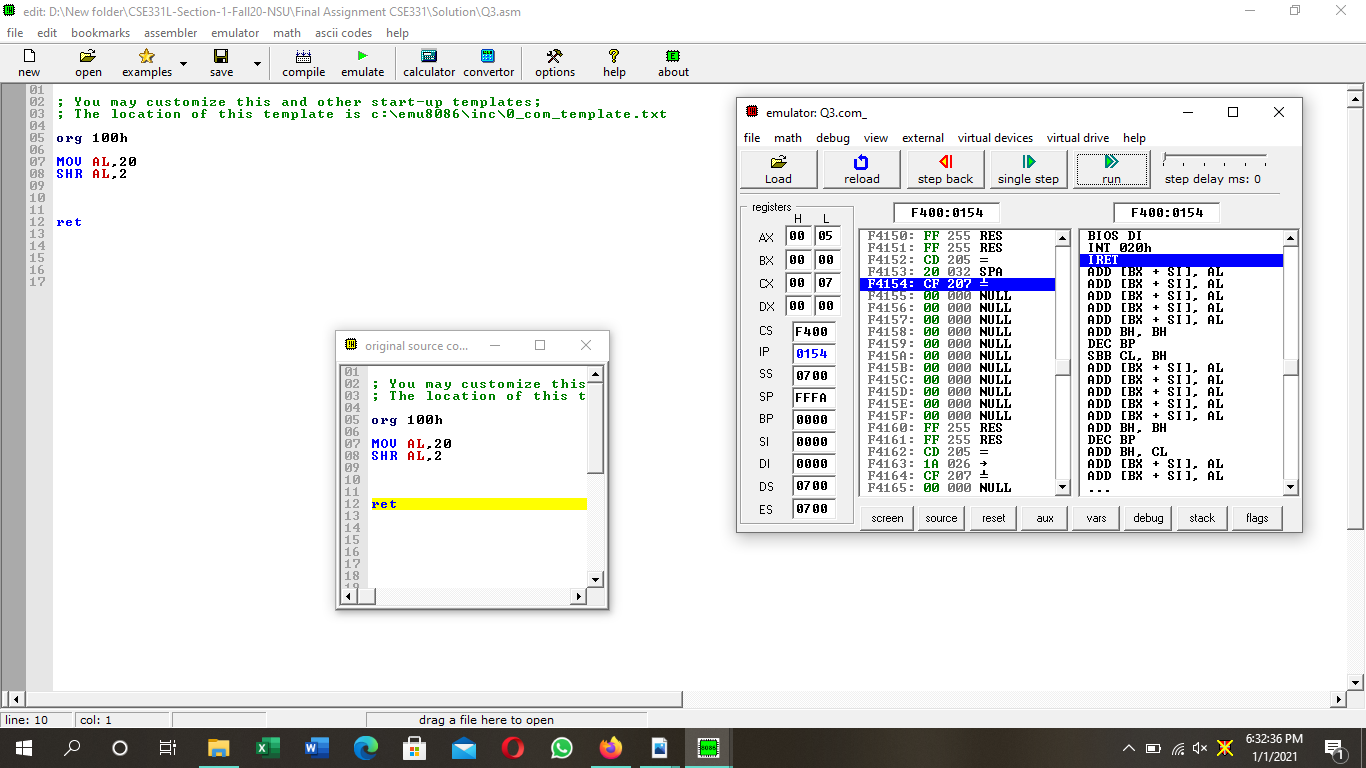 edit: D:\New folder\CSE331L-Section-1-Fall20-NSU\Final Assignment CSE331\Solution\Q3.asm
file edit bookmarks assembler emulator math ascii codes help
new open examples save compile emulate calculator convertor options help about
01
02 ; You may customize this and other start-up templates;
03 ; The location of this template is c:\emu8086\inc\0_com_template.txt
04
05 org 100h
06
07 MOV AL,20
08 SHR AL,2
09
10
11
12 ret
13
14
15
16
17
original source co...
01
02 ; You may customize this
03 ; The location of this t
04
05 org 100h
06
07 MOV AL,20
08 SHR AL,2
09
10
11
12 ret
13
14
15
16
17
18
19
emulator: Q3.com_
file math debug view external virtual devices virtual drive help
Load reload step back single step run step delay ms: 0
registers
H L
AX 00 05
BX 00 00
CX 00 07
DX 00 00
CS F400
IP 0154
SS 0700
SP FFFA
BP 0000
SI 0000
DI 0000
DS 0700
ES 0700
F400:0154
F4150: FF 255 RES
F4151: FF 255 RES
F4152: CD 205 =
F4153: 20 032 SPA
F4154: CF 207 ╧
F4155: 00 000 NULL
F4156: 00 000 NULL
F4157: 00 000 NULL
F4158: 00 000 NULL
F4159: 00 000 NULL
F415A: 00 000 NULL
F415B: 00 000 NULL
F415C: 00 000 NULL
F415D: 00 000 NULL
F415E: 00 000 NULL
F415F: 00 000 NULL
F4160: FF 255 RES
F4161: FF 255 RES
F4162: CD 205 =
F4163: 1A 026 →
F4164: CF 207 ╧
F4165: 00 000 NULL
F400:0154
BIOS DI
INT 020h
IRET
ADD [BX + SI], AL
ADD [BX + SI], AL
ADD [BX + SI], AL
ADD [BX + SI], AL
ADD [BX + SI], AL
ADD BH, BH
DEC BP
SBB CL, BH
ADD [BX + SI], AL
ADD [BX + SI], AL
ADD [BX + SI], AL
ADD [BX + SI], AL
ADD [BX + SI], AL
ADD BH, BH
DEC BP
ADD BH, CL
ADD [BX + SI], AL
ADD [BX + SI], AL
...
screen source reset aux vars debug stack flags
line: 10 col: 1 drag a file here to open
6:32:36 PM
1/1/2021